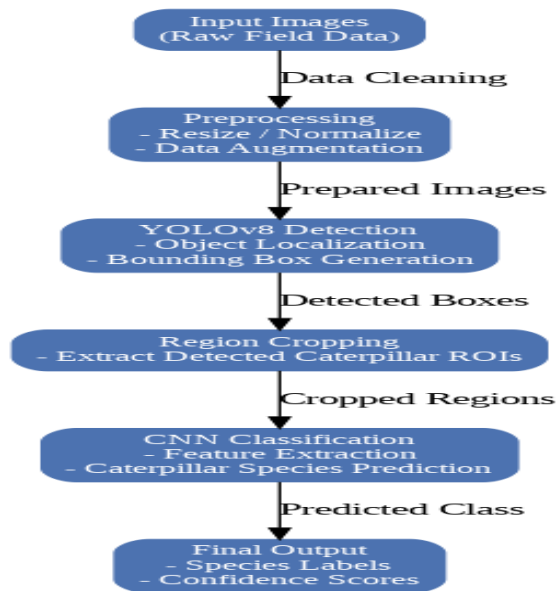 Input Images
(Raw Field Data)
Data Cleaning
Preprocessing
- Resize / Normalize
- Data Augmentation
Prepared Images
YOLOv8 Detection
- Object Localization
- Bounding Box Generation
Detected Boxes
Region Cropping
- Extract Detected Caterpillar ROIs
Cropped Regions
CNN Classification
- Feature Extraction
- Caterpillar Species Prediction
Predicted Class
Final Output
- Species Labels
- Confidence Scores